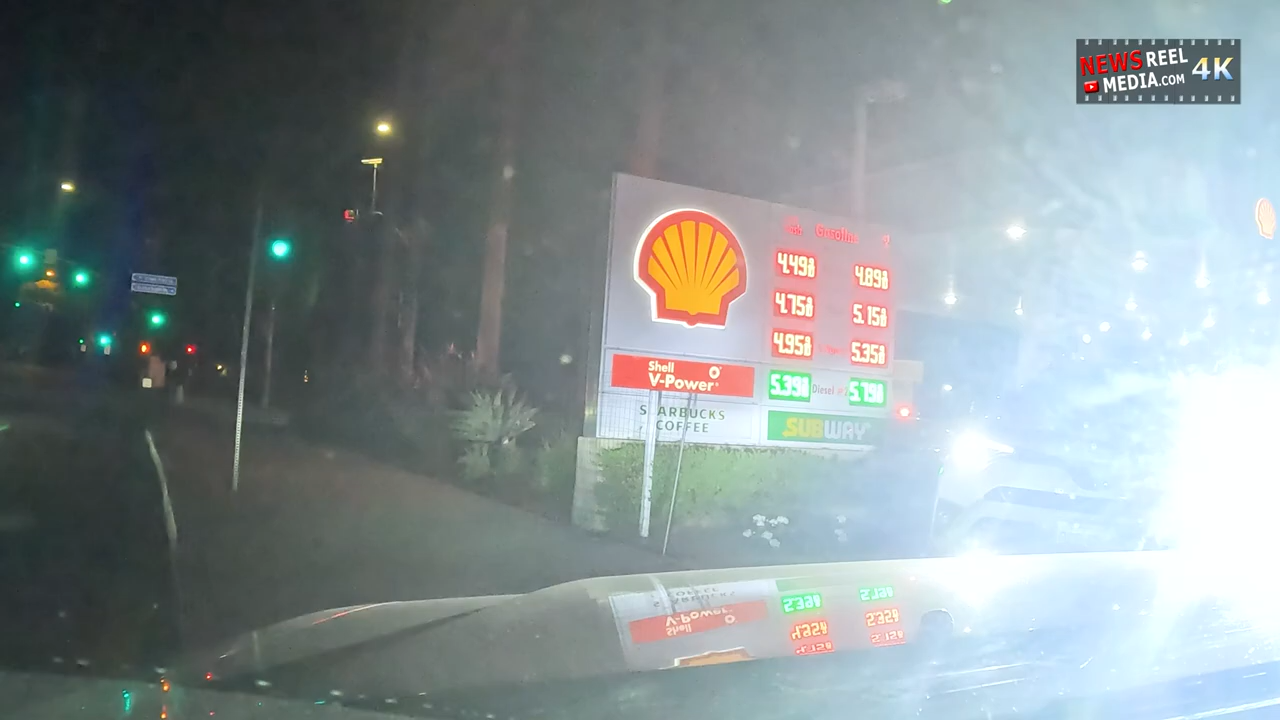 NEWS REEL
MEDIA.COM 4K
Gasoline
4.49 4.89
4.75 5.15
4.95 5.35
5.39 Diesel 5.79
Shell
V-Power
STARBUCKS
COFFEE
SUBWAY